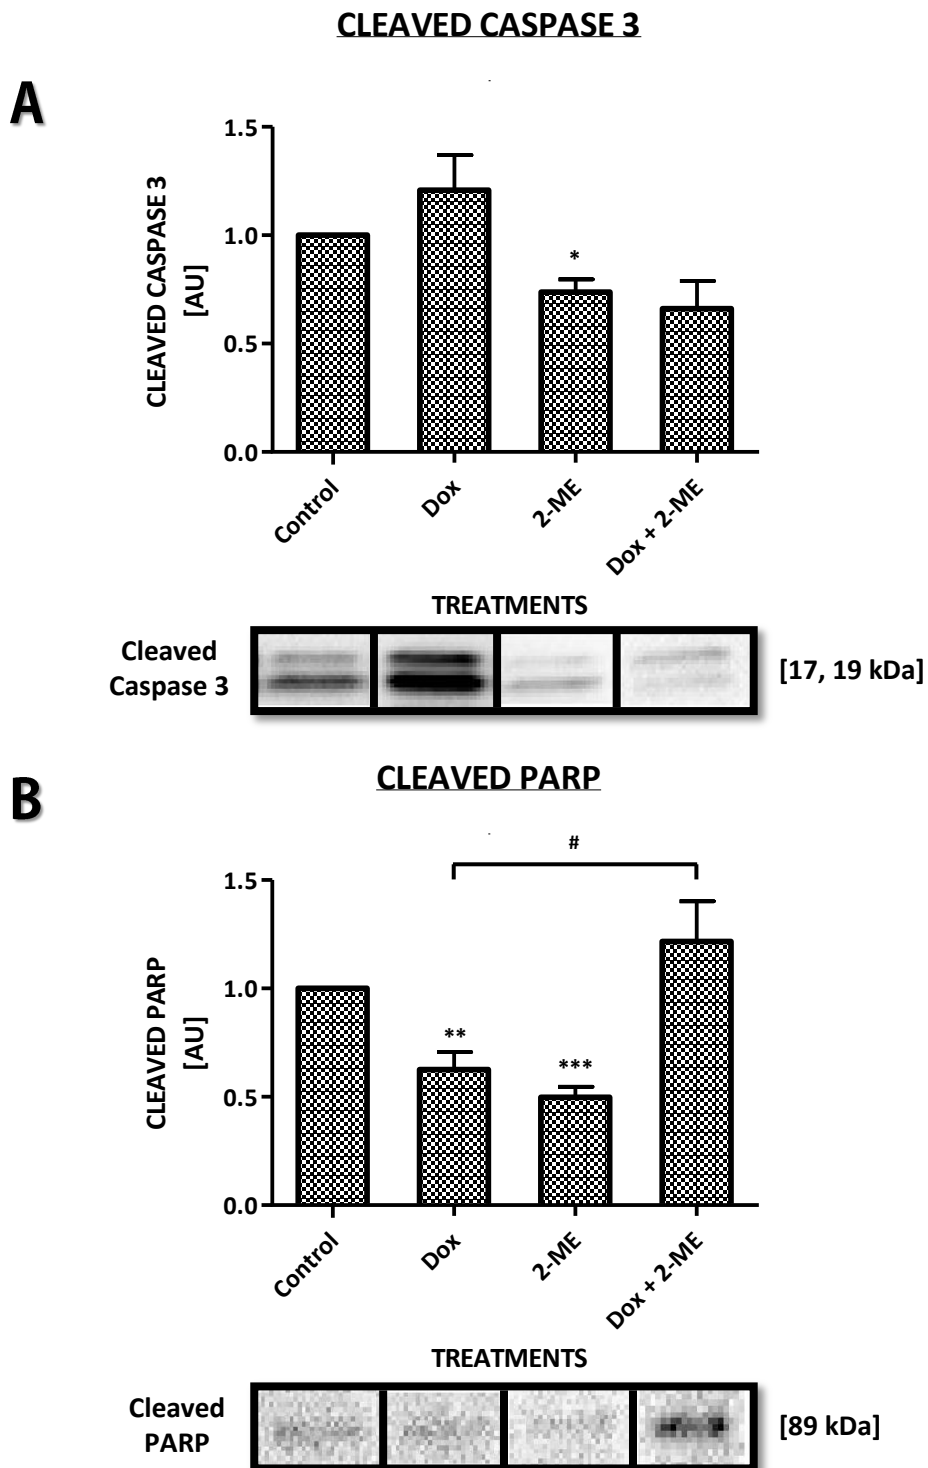 CLEAVED CASPASE 3
A
CLEAVED CASPASE 3
[AU]
1.5
1.0
0.5
0.0
*
Control
Dox
2-ME
Dox + 2-ME
TREATMENTS
Cleaved
Caspase 3
[17, 19 kDa]
CLEAVED PARP
B
CLEAVED PARP
[AU]
#
1.5
1.0
0.5
0.0
**
***
Control
Dox
2-ME
Dox + 2-ME
TREATMENTS
Cleaved
PARP
[89 kDa]